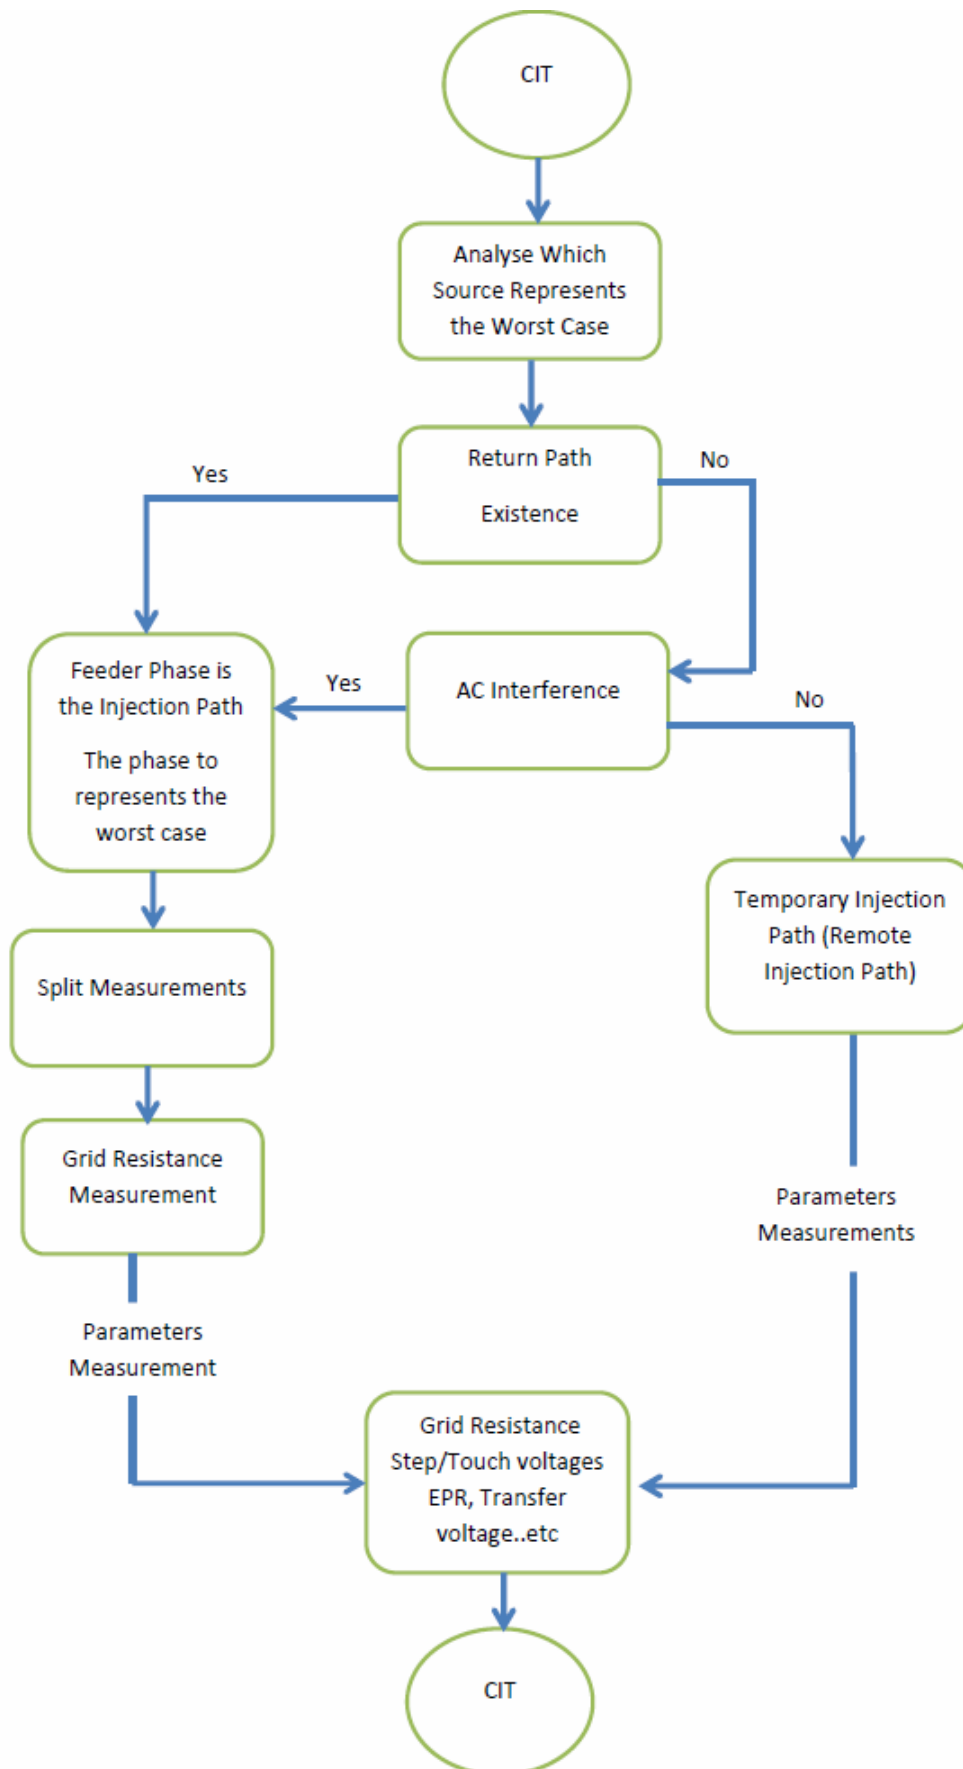 CIT
Analyse Which
Source Represents
the Worst Case
Return Path
Existence
Yes
No
Feeder Phase is
the Injection Path
The phase to
represents the
worst case
Yes
AC Interference
No
Temporary Injection
Path (Remote
Injection Path)
Split Measurements
Grid Resistance
Measurement
Parameters
Measurements
Parameters
Measurement
Grid Resistance
Step/Touch voltages
EPR, Transfer
voltage..etc
CIT